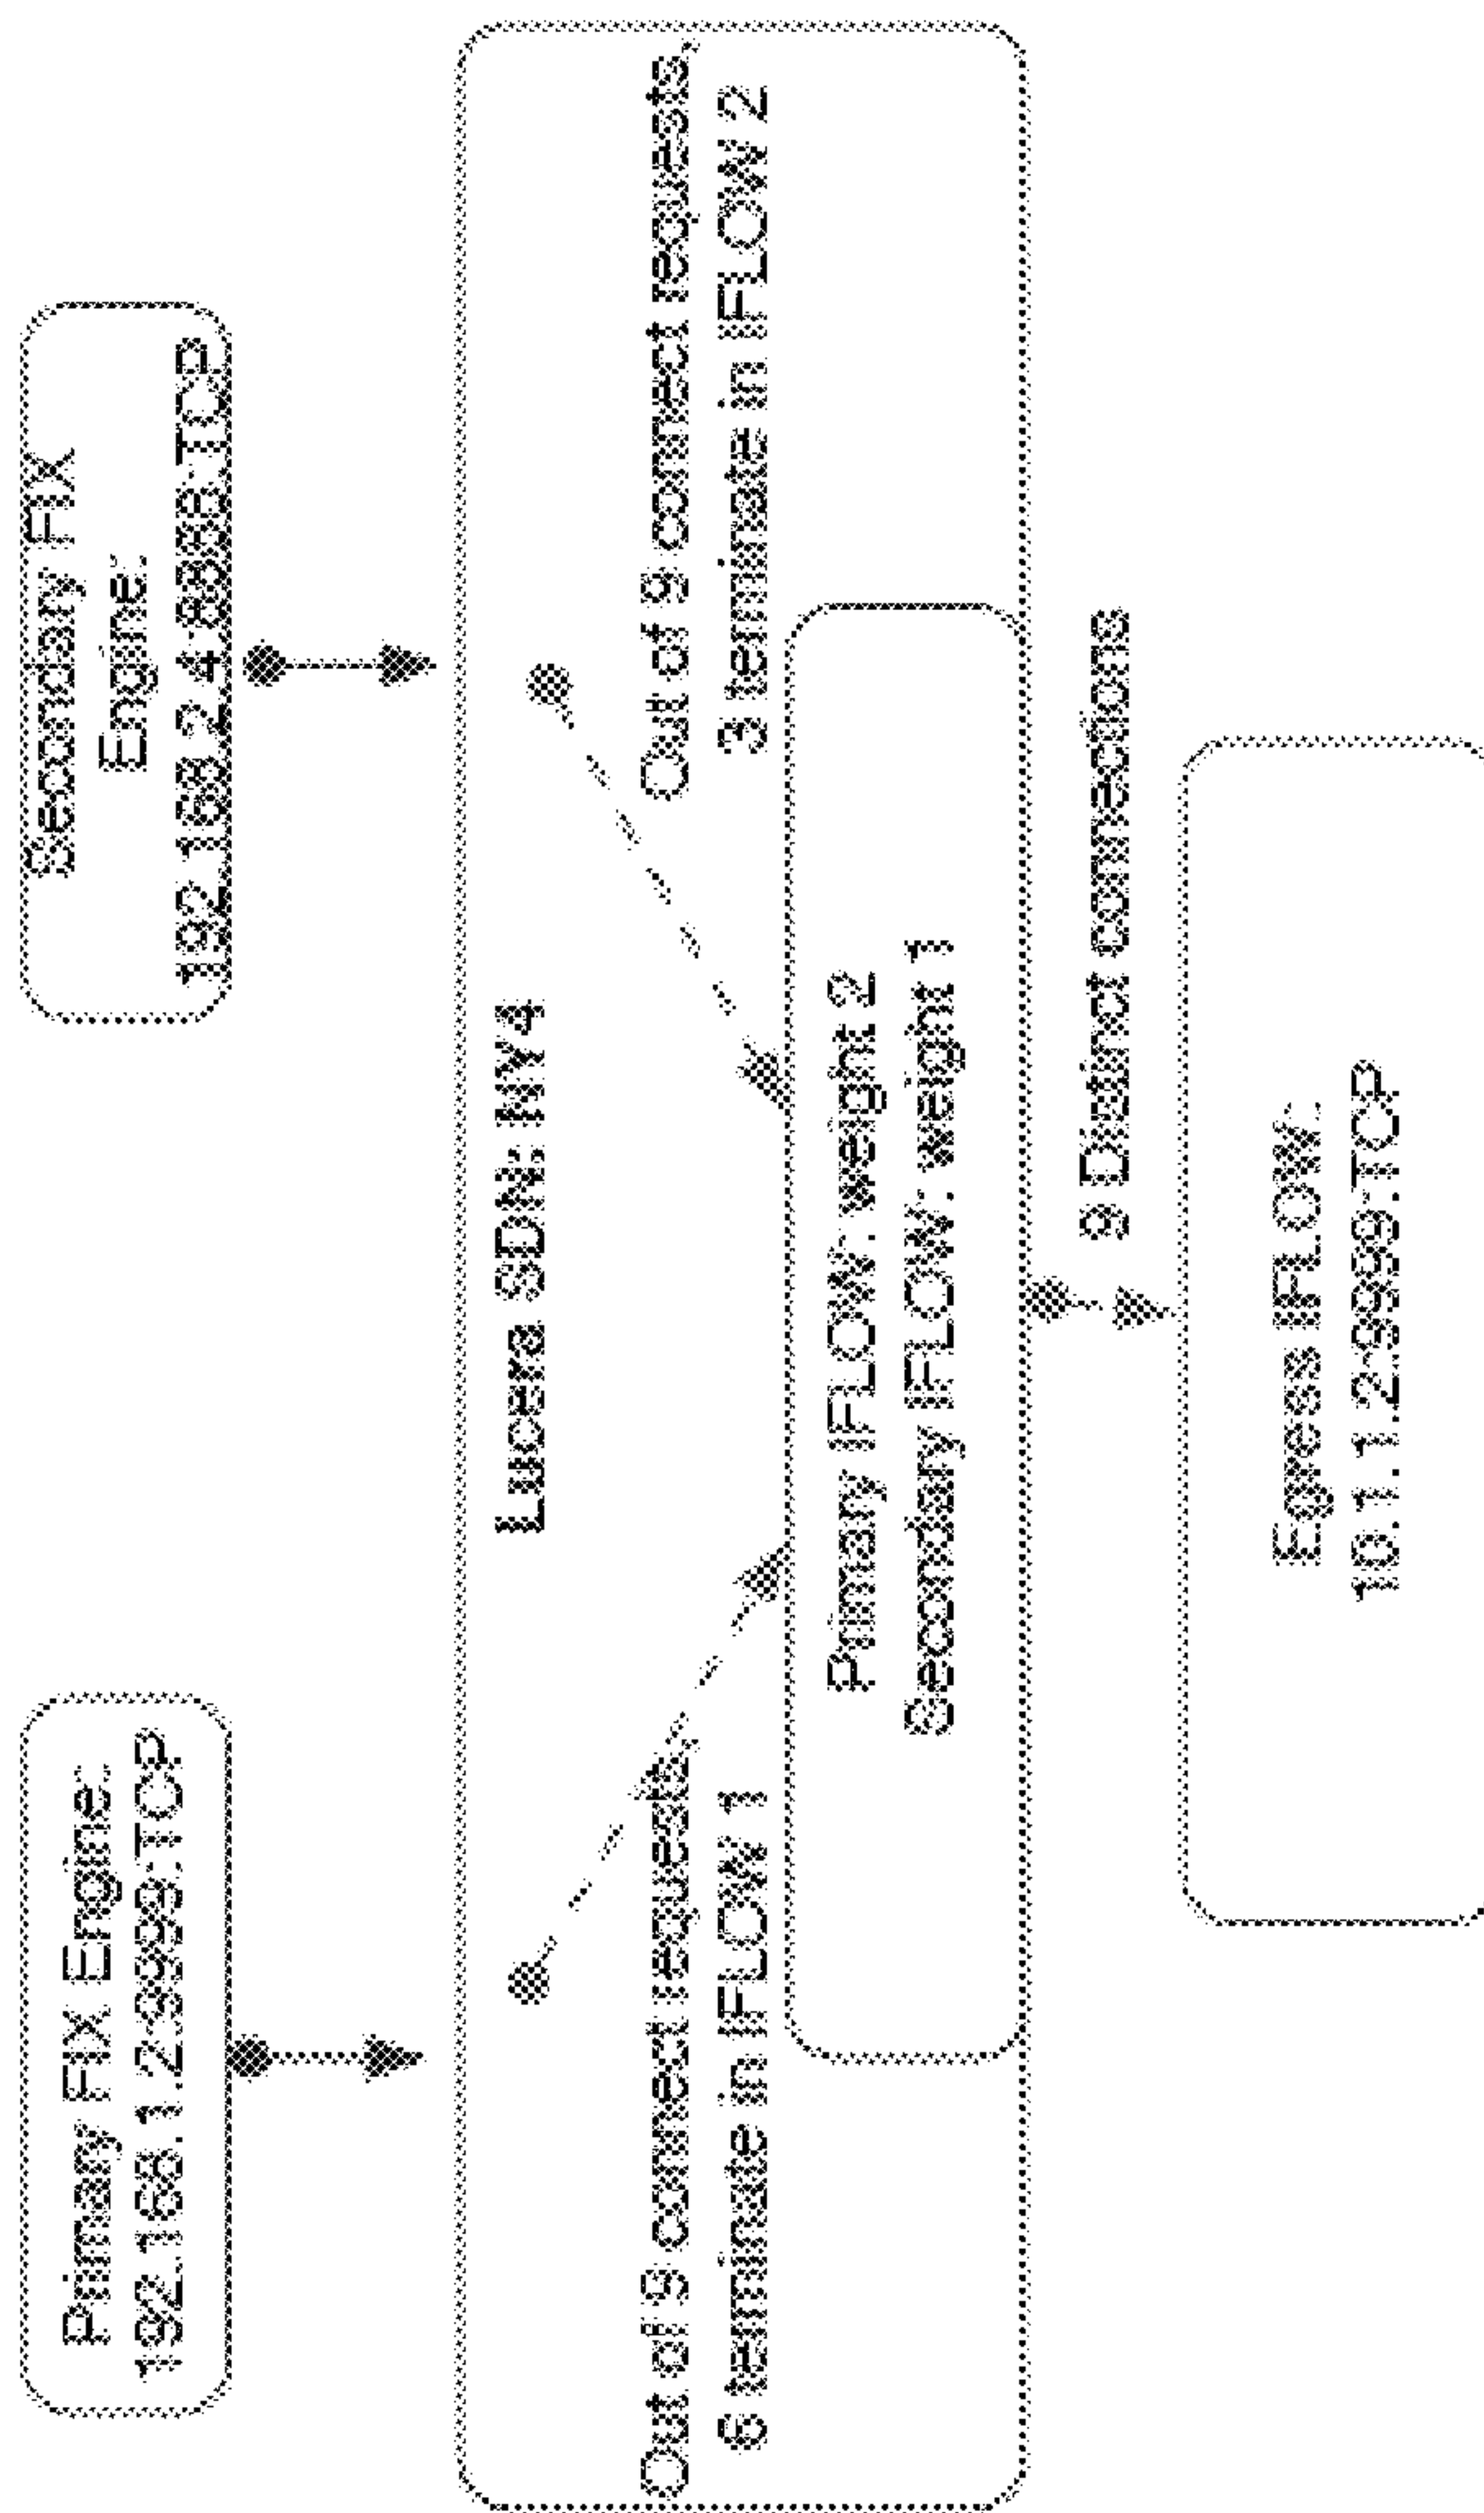 Primary FIX Engine:
192.168.1.2:9999:TCP
Secondary FIX
Engine:
192.168.2.4:8888:TCP
Lucera SDN: NY4
Out of 9 connect requests,
6 terminate in IFLOW 1
Out of 9 connect requests,
3 terminate in IFLOW 2
Primary IFLOW: weight 2
Secondary IFLOW: weight 1
9 Distinct connections
Egress IFLOW:
10.1.1.2:9999:TCP